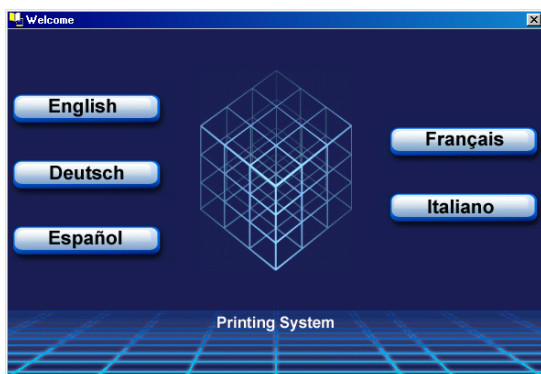 Welcome
English
Deutsch
Español
Français
Italiano
Printing System